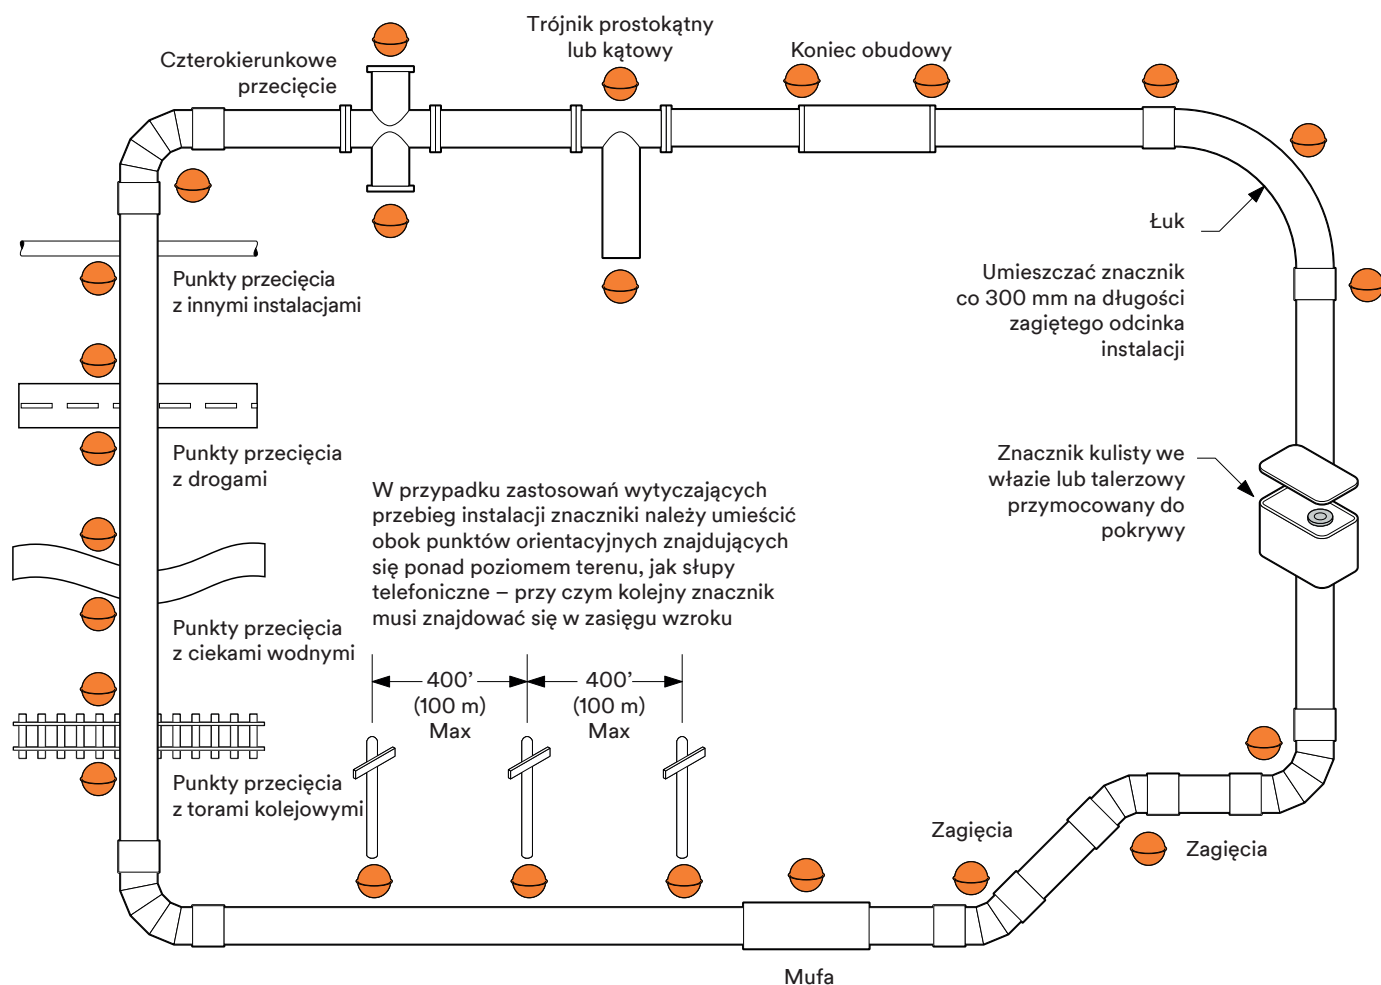 Czterokierunkowe
przecięcie
Trójnik prostokątny
lub kątowy
Koniec obudowy
Łuk
Umieszczać znacznik
co 300 mm na długości
zagiętego odcinka
instalacji
Punkty przecięcia
z innymi instalacjami
Punkty przecięcia
z drogami
Znacznik kulisty we
włazie lub talerzowy
przymocowany do
pokrywy
W przypadku zastosowań wytyczających
przebieg instalacji znaczniki należy umieścić
obok punktów orientacyjnych znajdujących
się ponad poziomem terenu, jak słupy
telefoniczne – przy czym kolejny znacznik
musi znajdować się w zasięgu wzroku
Punkty przecięcia
z ciekami wodnymi
400’
(100 m)
Max
400’
(100 m)
Max
Punkty przecięcia
z torami kolejowymi
Zagięcia
Zagięcia
Mufa